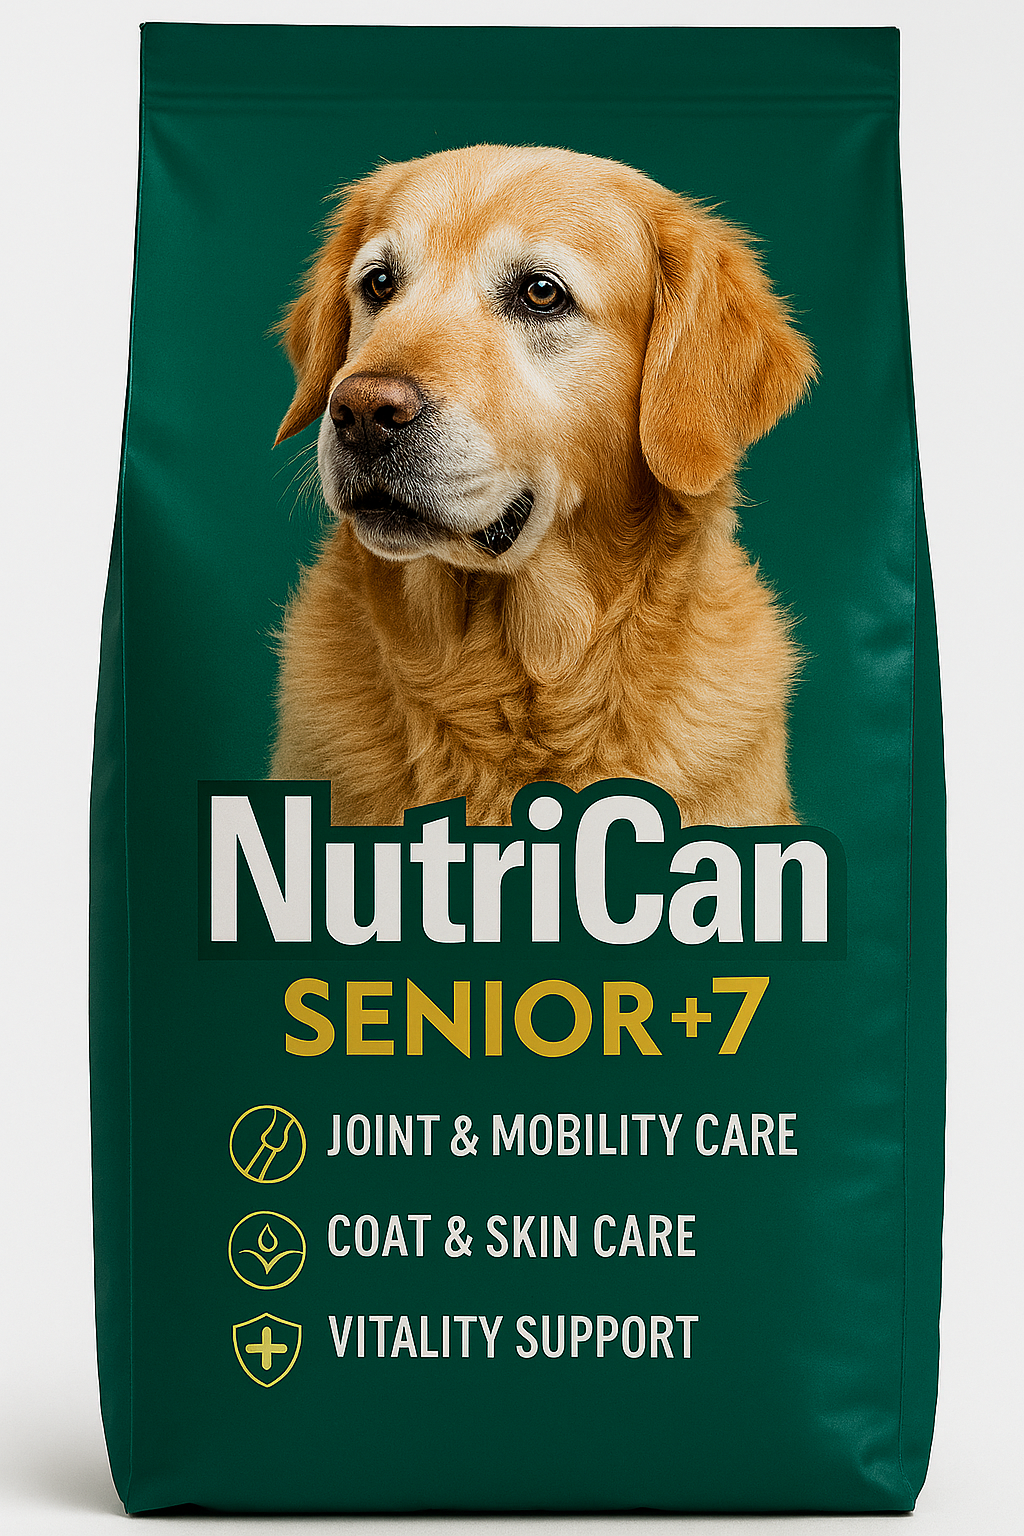 NutriCan
SENIOR+7
JOINT & MOBILITY CARE
COAT & SKIN CARE
VITALITY SUPPORT